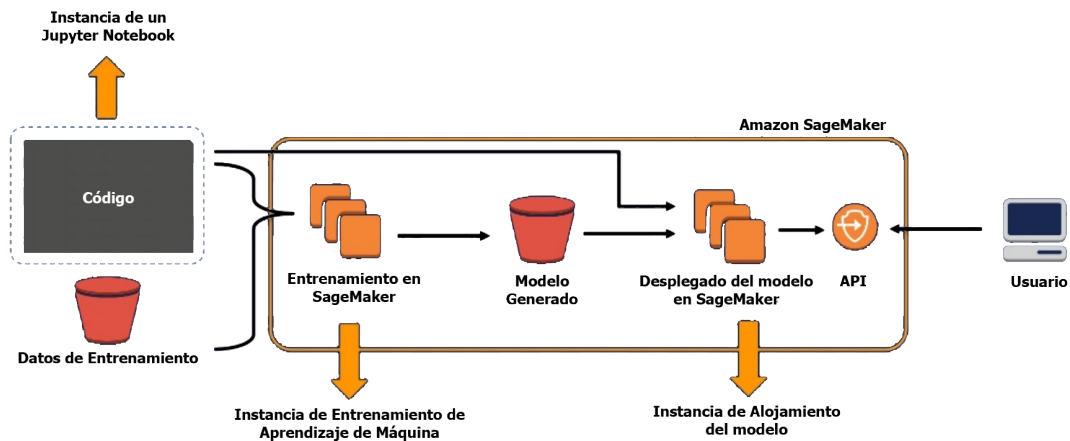 Instancia de un
Jupyter Notebook
Amazon SageMaker
Código
Entrenamiento en
SageMaker
Modelo
Generado
Desplegado del modelo
en SageMaker
API
Usuario
Datos de Entrenamiento
Instancia de Entrenamiento de
Aprendizaje de Máquina
Instancia de Alojamiento
del modelo